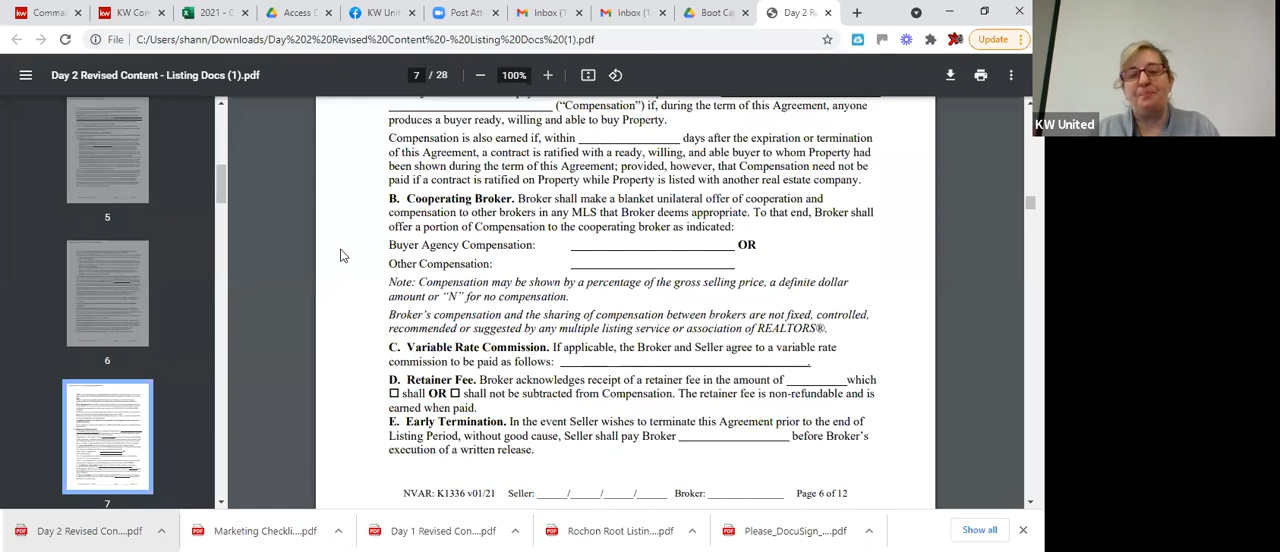 Comman
KW Com
2021 - C
Access D
KW Unit
Post Att
Inbox (1
Inbox (1
Boot Ca
Day 2 Re
File C:/Users/shann/Downloads/Day%202%20Revised%20Content%20-%20Listing%20Docs%20(1).pdf
Update
Day 2 Revised Content - Listing Docs (1).pdf
7 / 28
100%
5
6
7
("Compensation") if, during the term of this Agreement, anyone
produces a buyer ready, willing and able to buy Property.
Compensation is also earned if, within ________ days after the expiration or termination
of this Agreement, a contract is ratified with a ready, willing, and able buyer to whom Property had
been shown during the term of this Agreement; provided, however, that Compensation need not be
paid if a contract is ratified on Property while Property is listed with another real estate company.
B. Cooperating Broker. Broker shall make a blanket unilateral offer of cooperation and
compensation to other brokers in any MLS that Broker deems appropriate. To that end, Broker shall
offer a portion of Compensation to the cooperating broker as indicated:
Buyer Agency Compensation: ________ OR
Other Compensation: ________
Note: Compensation may be shown by a percentage of the gross selling price, a definite dollar
amount or "N" for no compensation.
Broker's compensation and the sharing of compensation between brokers are not fixed, controlled,
recommended or suggested by any multiple listing service or association of REALTORS®.
C. Variable Rate Commission. If applicable, the Broker and Seller agree to a variable rate
commission to be paid as follows: ________.
D. Retainer Fee. Broker acknowledges receipt of a retainer fee in the amount of ________ which
☐ shall OR ☐ shall not be subtracted from Compensation. The retainer fee is non-refundable and is
earned when paid.
E. Early Termination. In the event Seller wishes to terminate this Agreement prior to the end of
Listing Period, without good cause, Seller shall pay Broker ________ before Broker's
execution of a written release.
NVAR: K1336 v01/21 Seller: _____/_____/_____/_____ Broker: ________ Page 6 of 12
KW United
Day 2 Revised Con....pdf
Marketing Checkli....pdf
Day 1 Revised Con....pdf
Rochon Root Listin....pdf
Please_DocuSign_....pdf
Show all